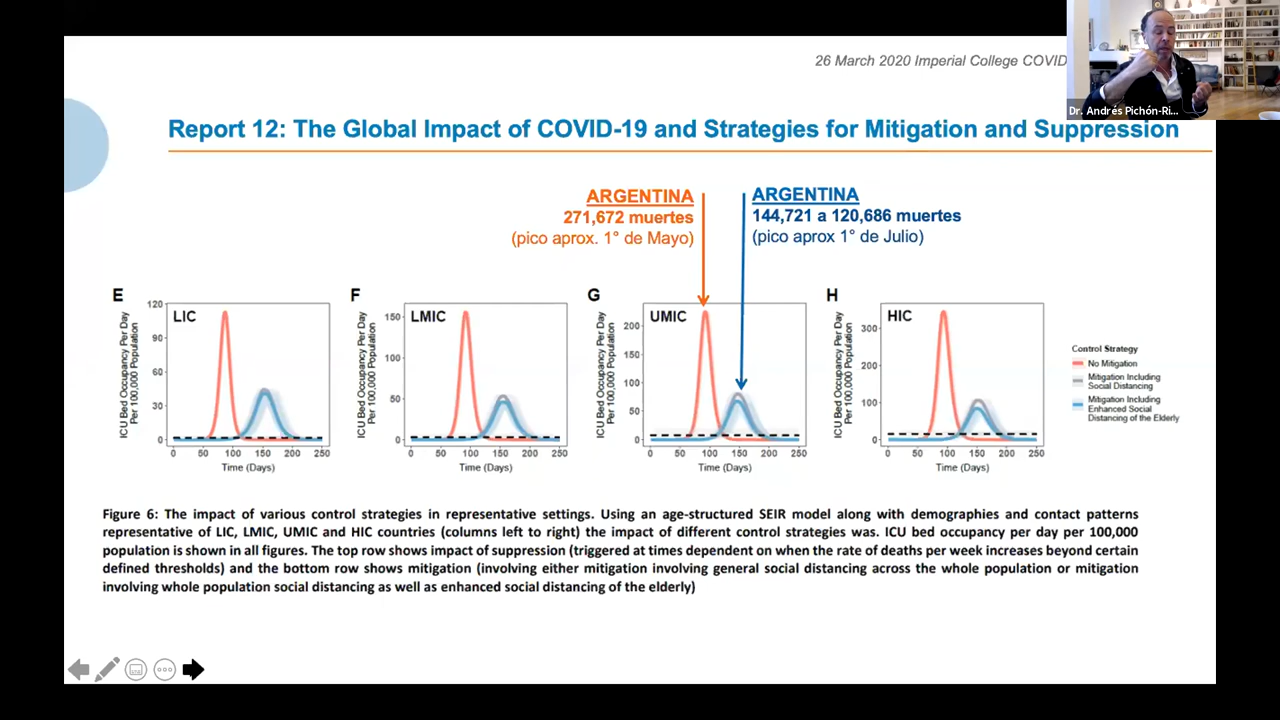 26 March 2020 Imperial College COVID
Dr. Andrés Pichón-Ri...
Report 12: The Global Impact of COVID-19 and Strategies for Mitigation and Suppression
ARGENTINA
271,672 muertes
(pico aprox. 1° de Mayo)
ARGENTINA
144,721 a 120,686 muertes
(pico aprox 1° de Julio)
E
LIC
ICU Bed Occupancy Per Day
Per 100,000 Population
120
90
60
30
0
0 50 100 150 200 250
Time (Days)
F
LMIC
ICU Bed Occupancy Per Day
Per 100,000 Population
150
100
50
0
0 50 100 150 200 250
Time (Days)
G
UMIC
ICU Bed Occupancy Per Day
Per 100,000 Population
200
150
100
50
0
0 50 100 150 200 250
Time (Days)
H
HIC
ICU Bed Occupancy Per Day
Per 100,000 Population
300
200
100
0
0 50 100 150 200 250
Time (Days)
Control Strategy
No Mitigation
Mitigation Including
Social Distancing
Mitigation Including
Enhanced Social
Distancing of the Elderly
Figure 6: The impact of various control strategies in representative settings. Using an age-structured SEIR model along with demographies and contact patterns
representative of LIC, LMIC, UMIC and HIC countries (columns left to right) the impact of different control strategies was. ICU bed occupancy per day per 100,000
population is shown in all figures. The top row shows impact of suppression (triggered at times dependent on when the rate of deaths per week increases beyond certain
defined thresholds) and the bottom row shows mitigation (involving either mitigation involving general social distancing across the whole population or mitigation
involving whole population social distancing as well as enhanced social distancing of the elderly)